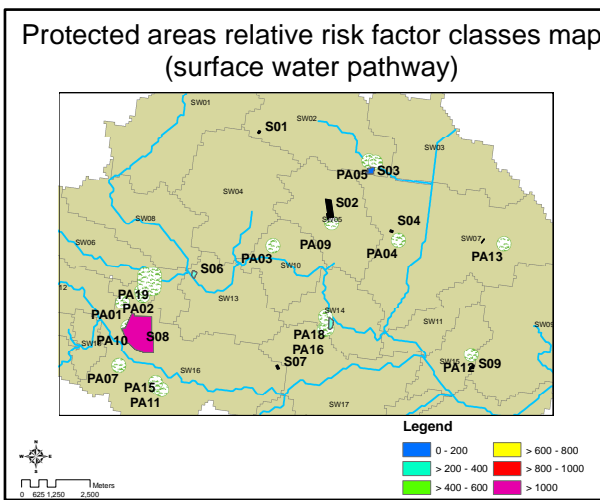 Protected areas relative risk factor classes map
(surface water pathway)
SW01
SW02
S01
SW03
PA05
S03
SW04
S02
SW05
S04
SW08
PA09
PA04
SW07
PA13
SW06
S06
PA03
SW10
SW13
PA19
PA02
PA01
PA10
S08
SW14
PA18
PA16
SW11
SW09
S07
SW15
PA12
S09
PA07
SW16
PA15
PA11
SW17
Legend
0 - 200
> 200 - 400
> 400 - 600
> 600 - 800
> 800 - 1000
> 1000
N
W
E
S
Meters
0 625 1,250 2,500